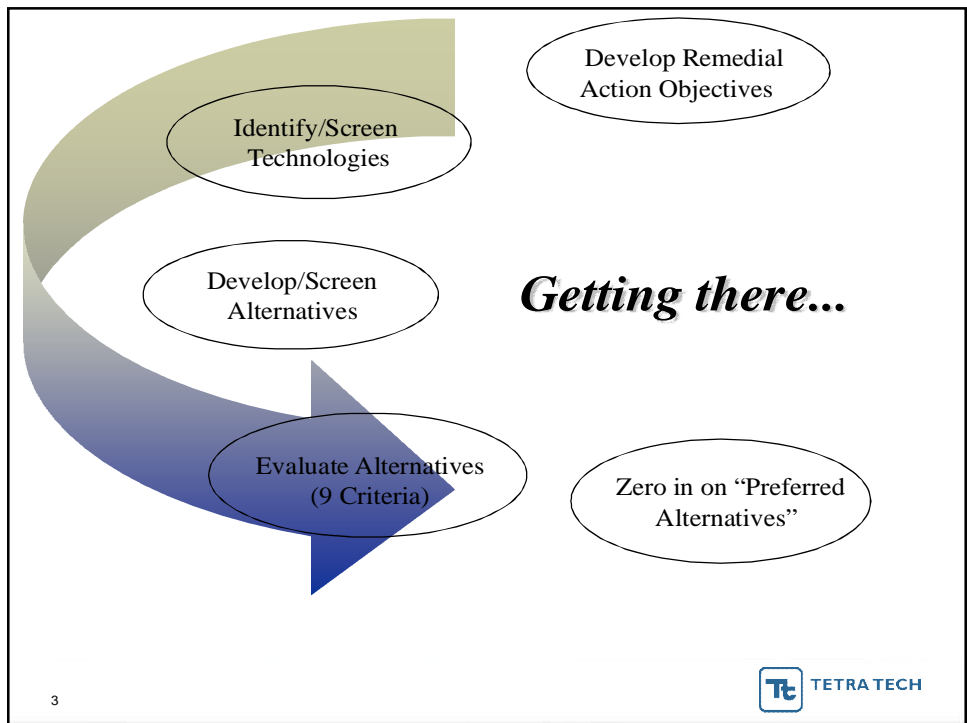 Develop Remedial
Action Objectives
Identify/Screen
Technologies
Develop/Screen
Alternatives
Getting there...
Evaluate Alternatives
(9 Criteria)
Zero in on “Preferred
Alternatives”
3
Tt TETRA TECH